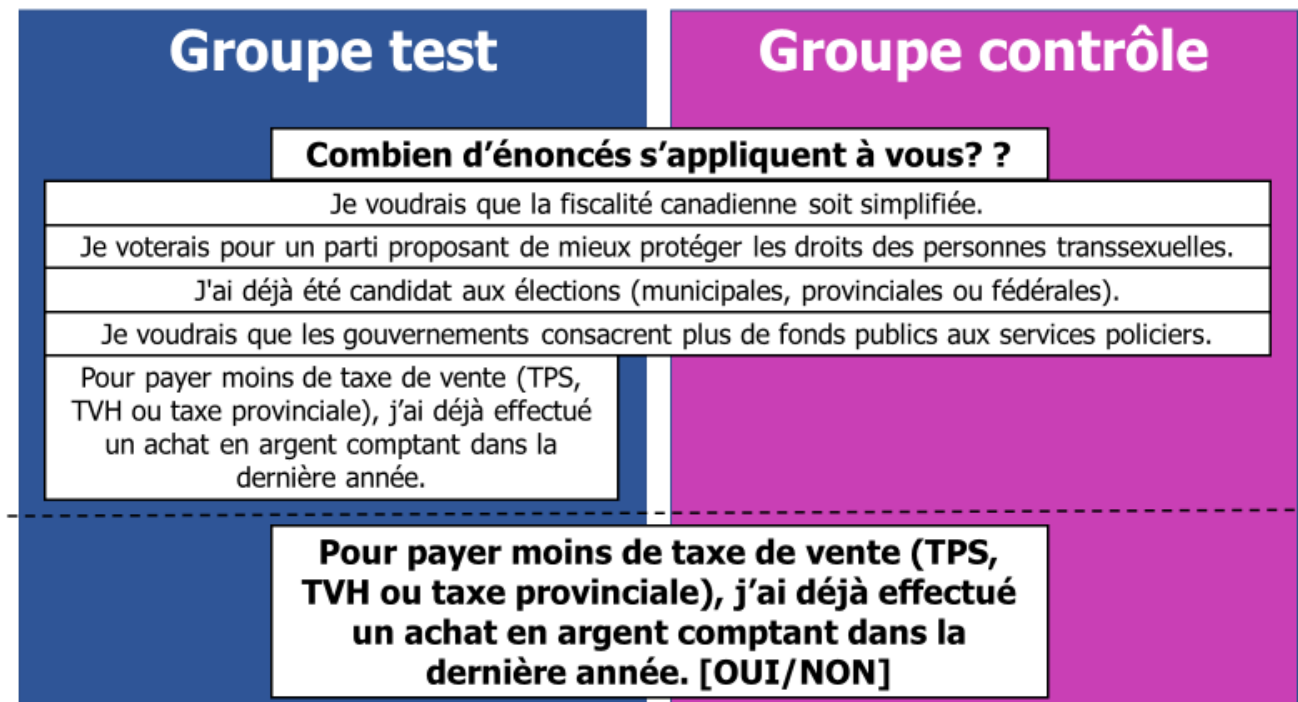 Groupe test
Groupe contrôle
Combien d’énoncés s’appliquent à vous? ?
Je voudrais que la fiscalité canadienne soit simplifiée.
Je voterais pour un parti proposant de mieux protéger les droits des personnes transsexuelles.
J'ai déjà été candidat aux élections (municipales, provinciales ou fédérales).
Je voudrais que les gouvernements consacrent plus de fonds publics aux services policiers.
Pour payer moins de taxe de vente (TPS,
TVH ou taxe provinciale), j’ai déjà effectué
un achat en argent comptant dans la
dernière année.
Pour payer moins de taxe de vente (TPS,
TVH ou taxe provinciale), j’ai déjà effectué
un achat en argent comptant dans la
dernière année. [OUI/NON]